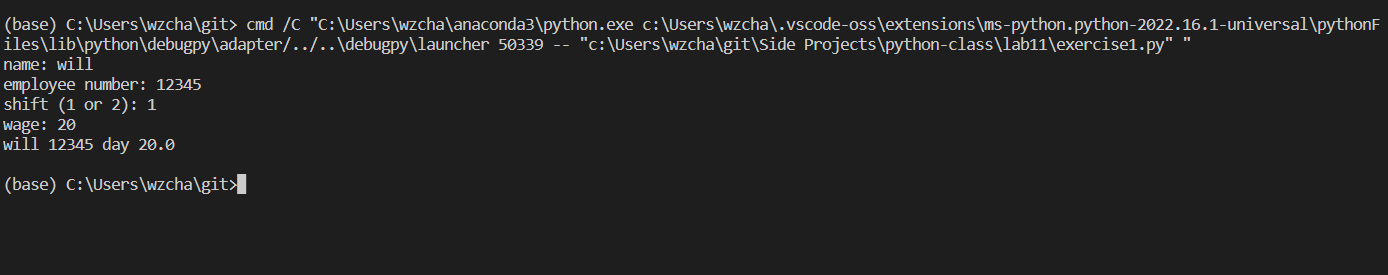 (base) C:\Users\wzcha\git> cmd /C "C:\Users\wzcha\anaconda3\python.exe c:\Users\wzcha\.vscode-oss\extensions\ms-python.python-2022.16.1-universal\pythonF
iles\lib\python\debugpy\adapter/../..\debugpy\launcher 50339 -- "c:\Users\wzcha\git\Side Projects\python-class\lab11\exercise1.py" "
name: will
employee number: 12345
shift (1 or 2): 1
wage: 20
will 12345 day 20.0
(base) C:\Users\wzcha\git>